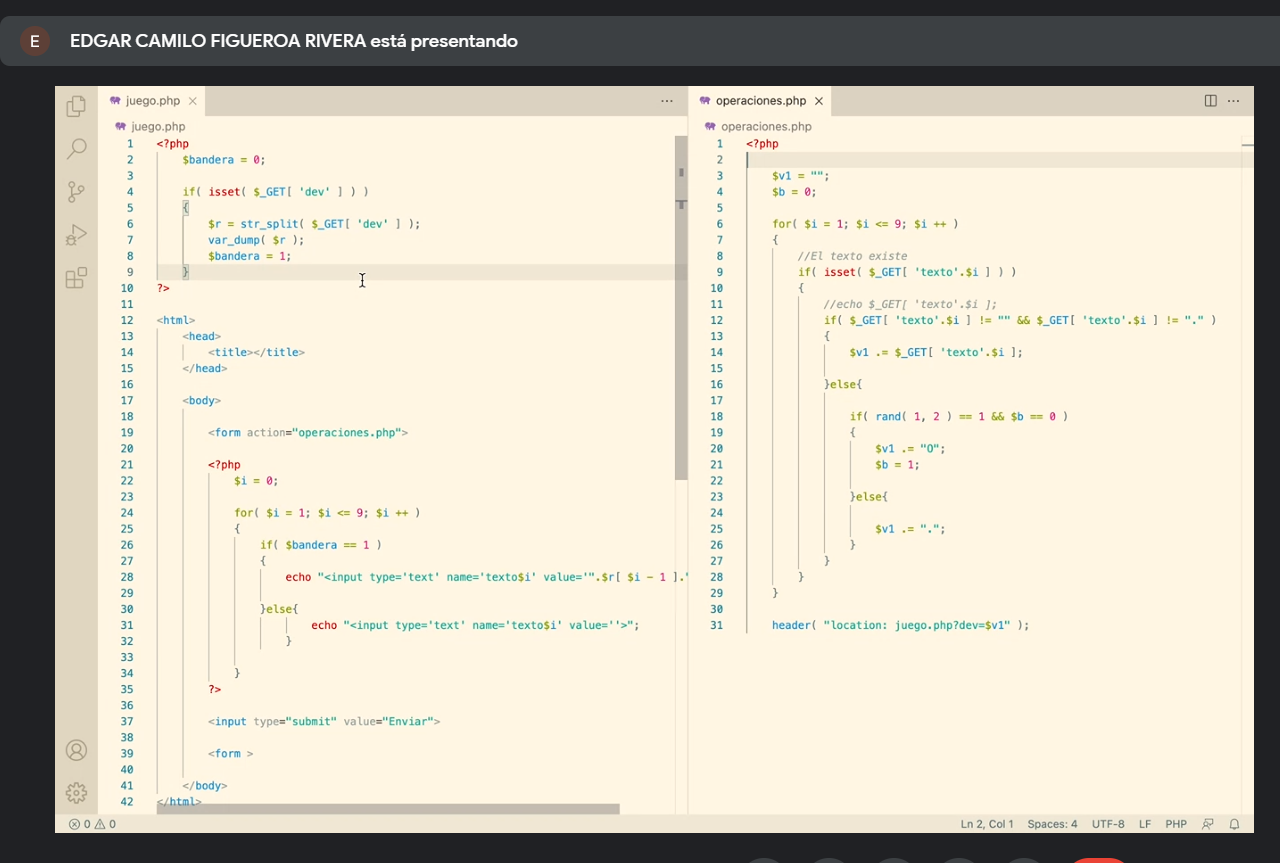 E EDGAR CAMILO FIGUEROA RIVERA está presentando
juego.php
juego.php
1 <?php
2 $bandera = 0;
3
4 if( isset( $_GET[ 'dev' ] ) )
5 {
6 $r = str_split( $_GET[ 'dev' ] );
7 var_dump( $r );
8 $bandera = 1;
9 }
10 ?>
11
12 <html>
13 <head>
14 <title></title>
15 </head>
16
17 <body>
18
19 <form action="operaciones.php">
20
21 <?php
22 $i = 0;
23
24 for( $i = 1; $i <= 9; $i ++ )
25 {
26 if( $bandera == 1 )
27 {
28 echo "<input type='text' name='texto$i' value='".$r[ $i - 1 ]."'
29
30 }else{
31 echo "<input type='text' name='texto$i' value=''>";
32 }
33
34 }
35 ?>
36
37 <input type="submit" value="Enviar">
38
39 <form >
40
41 </body>
42 </html>
operaciones.php
operaciones.php
1 <?php
2
3 $v1 = "";
4 $b = 0;
5
6 for( $i = 1; $i <= 9; $i ++ )
7 {
8 //El texto existe
9 if( isset( $_GET[ 'texto'.$i ] ) )
10 {
11 //echo $_GET[ 'texto'.$i ];
12 if( $_GET[ 'texto'.$i ] != "" && $_GET[ 'texto'.$i ] != "." )
13 {
14 $v1 .= $_GET[ 'texto'.$i ];
15
16 }else{
17
18 if( rand( 1, 2 ) == 1 && $b == 0 )
19 {
20 $v1 .= "O";
21 $b = 1;
22
23 }else{
24
25 $v1 .= ".";
26 }
27 }
28 }
29 }
30
31 header( "location: juego.php?dev=$v1" );
0 0
Ln 2, Col 1 Spaces: 4 UTF-8 LF PHP